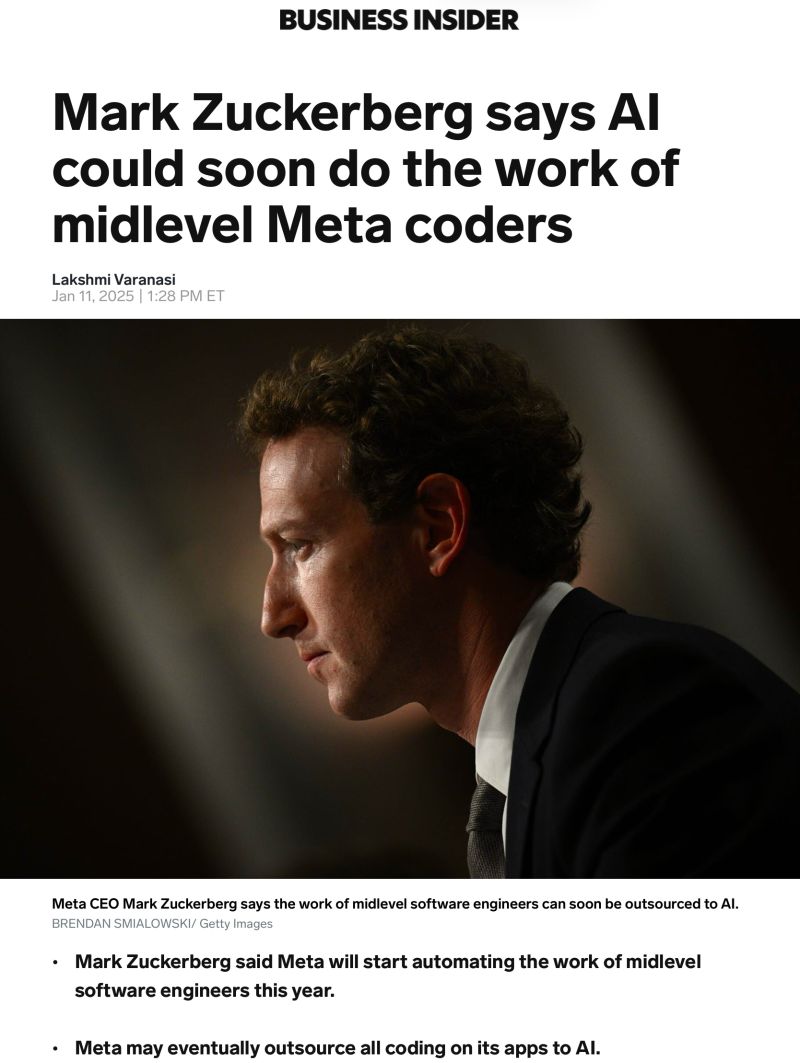 BUSINESS INSIDER
Mark Zuckerberg says AI
could soon do the work of
midlevel Meta coders
Lakshmi Varanasi
Jan 11, 2025 | 1:28 PM ET
Meta CEO Mark Zuckerberg says the work of midlevel software engineers can soon be outsourced to AI.
BRENDAN SMIALOWSKI/ Getty Images
• Mark Zuckerberg said Meta will start automating the work of midlevel
software engineers this year.
• Meta may eventually outsource all coding on its apps to AI.